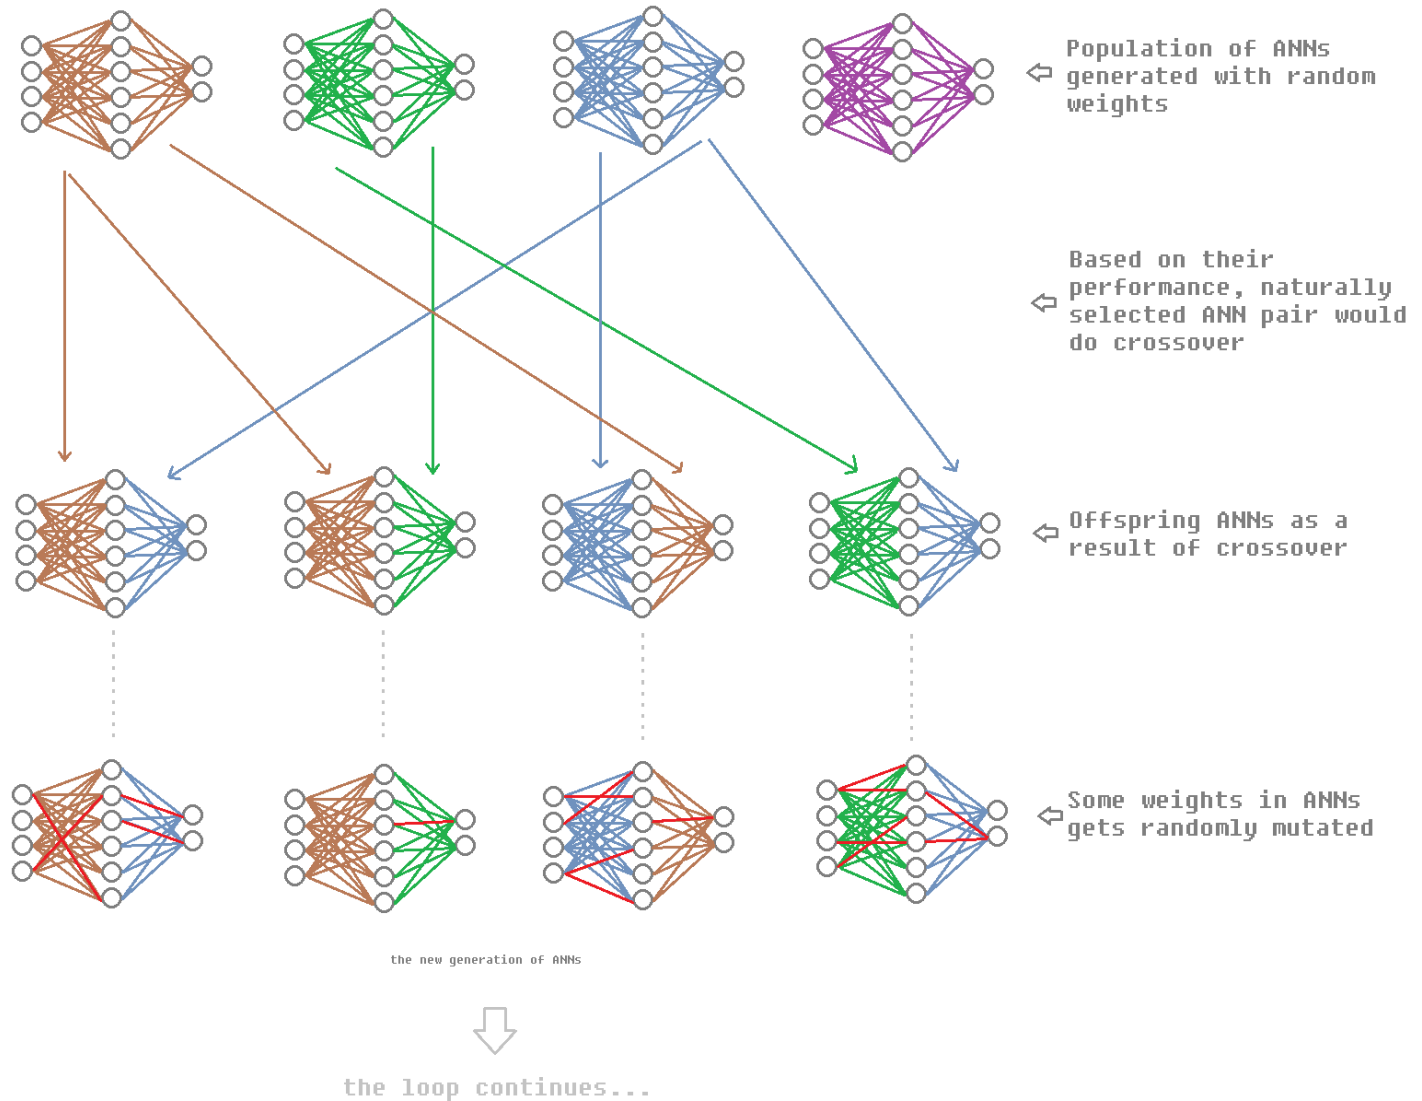 Population of ANNs
generated with random
weights
Based on their
performance, naturally
selected ANN pair would
do crossover
Offspring ANNs as a
result of crossover
Some weights in ANNs
gets randomly mutated
the new generation of ANNs
the loop continues...